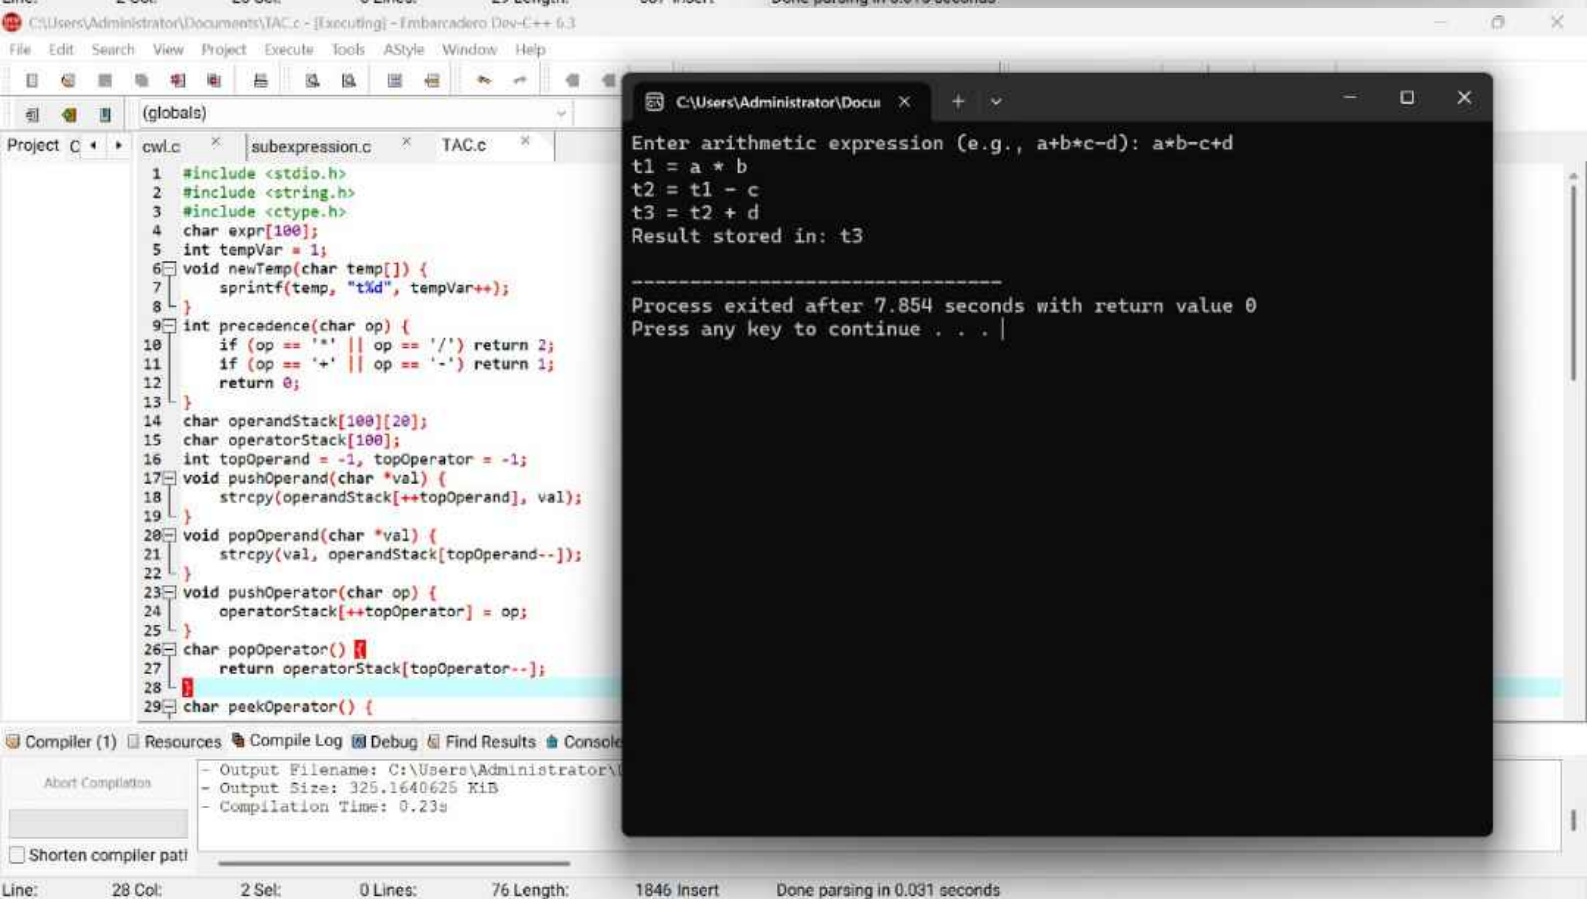 Done parsing in 0.015 seconds
C:\Users\Administrator\Documents\TAC.c - [Executing] - Embarcadero Dev-C++ 6.3
File Edit Search View Project Execute Tools AStyle Window Help
(globals)
Project C
cwl.c subexpression.c TAC.c
1 #include <stdio.h>
2 #include <string.h>
3 #include <ctype.h>
4 char expr[100];
5 int tempVar = 1;
6 void newTemp(char temp[]) {
7 sprintf(temp, "t%d", tempVar++);
8 }
9 int precedence(char op) {
10 if (op == '*' || op == '/') return 2;
11 if (op == '+' || op == '-') return 1;
12 return 0;
13 }
14 char operandStack[100][20];
15 char operatorStack[100];
16 int topOperand = -1, topOperator = -1;
17 void pushOperand(char *val) {
18 strcpy(operandStack[++topOperand], val);
19 }
20 void popOperand(char *val) {
21 strcpy(val, operandStack[topOperand--]);
22 }
23 void pushOperator(char op) {
24 operatorStack[++topOperator] = op;
25 }
26 char popOperator() {
27 return operatorStack[topOperator--];
28 }
29 char peekOperator() {
C:\Users\Administrator\Docu
Enter arithmetic expression (e.g., a+b*c-d): a*b-c+d
t1 = a * b
t2 = t1 - c
t3 = t2 + d
Result stored in: t3
--------------------------------
Process exited after 7.854 seconds with return value 0
Press any key to continue . . .
Compiler (1) Resources Compile Log Debug Find Results Console
Abort Compilation
Shorten compiler path
- Output Filename: C:\Users\Administrator\
- Output Size: 325.1640625 KiB
- Compilation Time: 0.23s
Line: 28 Col: 2 Sel: 0 Lines: 76 Length: 1846 Insert Done parsing in 0.031 seconds